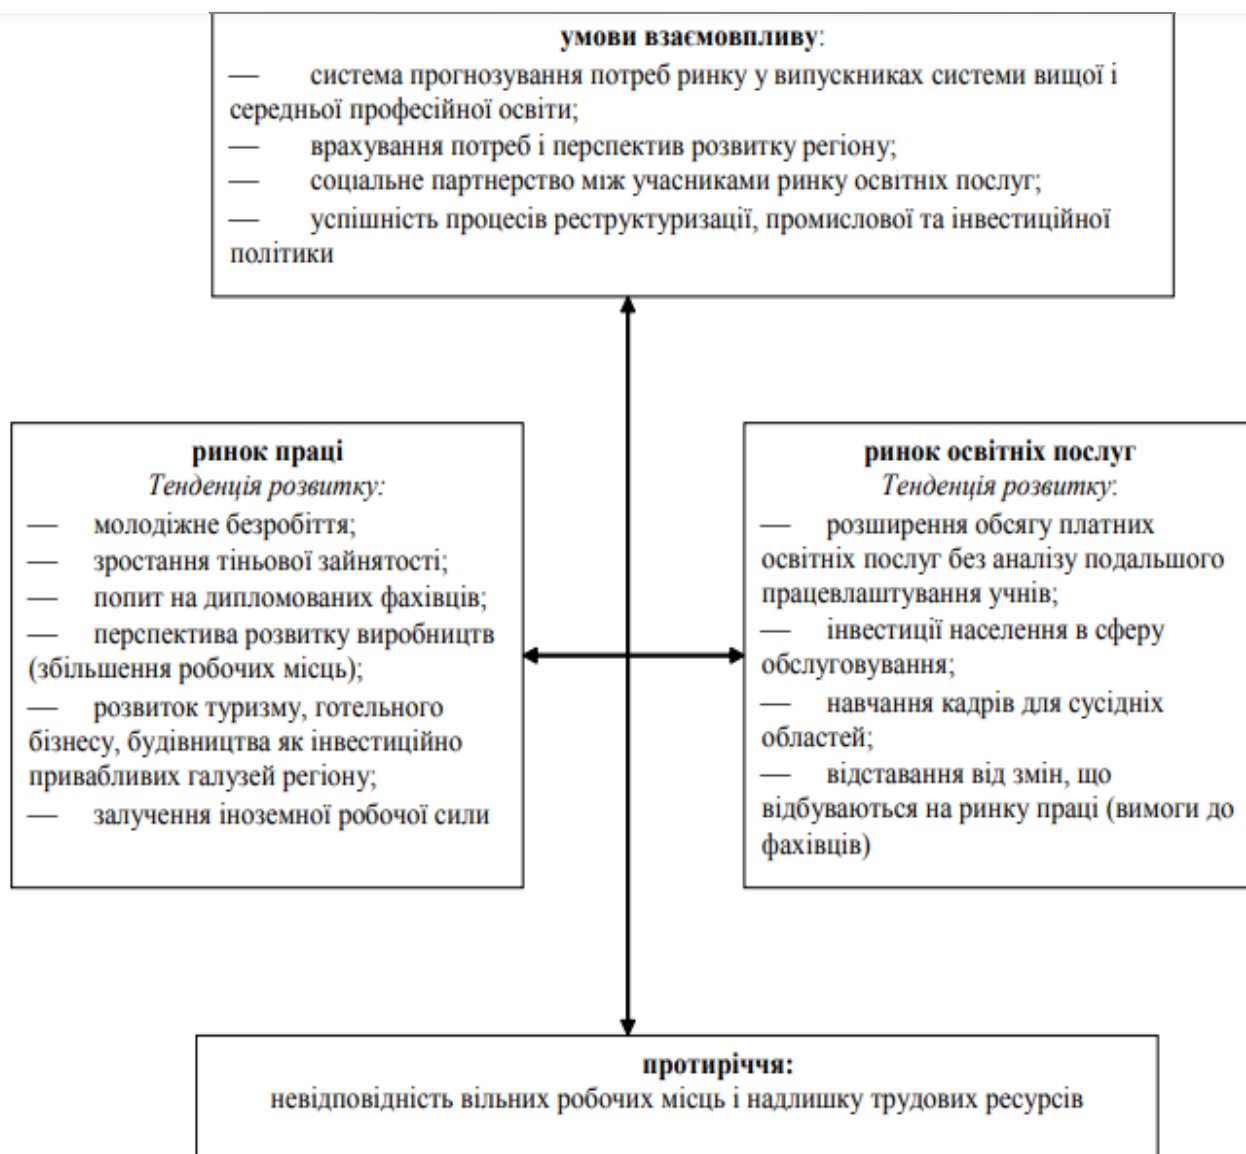 умови взаємовпливу:
— система прогнозування потреб ринку у випускниках системи вищої і
середньої професійної освіти;
— врахування потреб і перспектив розвитку регіону;
— соціальне партнерство між учасниками ринку освітніх послуг;
— успішність процесів реструктуризації, промислової та інвестиційної
політики
ринок праці
Тенденція розвитку:
— молодіжне безробіття;
— зростання тіньової зайнятості;
— попит на дипломованих фахівців;
— перспектива розвитку виробництв
(збільшення робочих місць);
— розвиток туризму, готельного
бізнесу, будівництва як інвестиційно
привабливих галузей регіону;
— залучення іноземної робочої сили
ринок освітніх послуг
Тенденція розвитку:
— розширення обсягу платних
освітніх послуг без аналізу подальшого
працевлаштування учнів;
— інвестиції населення в сферу
обслуговування;
— навчання кадрів для сусідніх
областей;
— відставання від змін, що
відбуваються на ринку праці (вимоги до
фахівців)
протиріччя:
невідповідність вільних робочих місць і надлишку трудових ресурсів